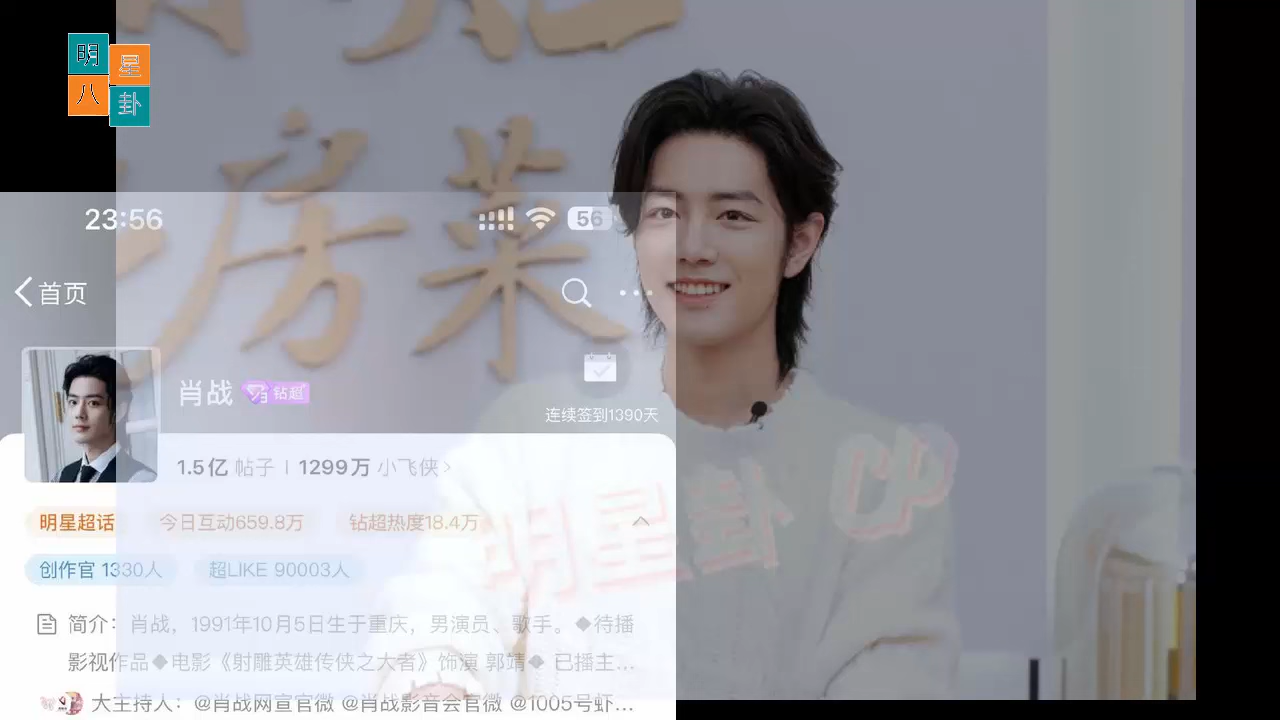 明星
八卦
房菜
23:56
56
首页
肖战 钻超
连续签到1390天
1.5亿 帖子 | 1299万 小飞侠
明星超话 今日互动659.8万 钻超热度18.4万
创作官 1330人 超LIKE 90003人
简介：肖战，1991年10月5日生于重庆，男演员、歌手。◆待播
影视作品◆电影《射雕英雄传侠之大者》饰演 郭靖◆ 已播主...
大主持人：@肖战网宣官微 @肖战影音会官微 @1005号虾...
明星卦